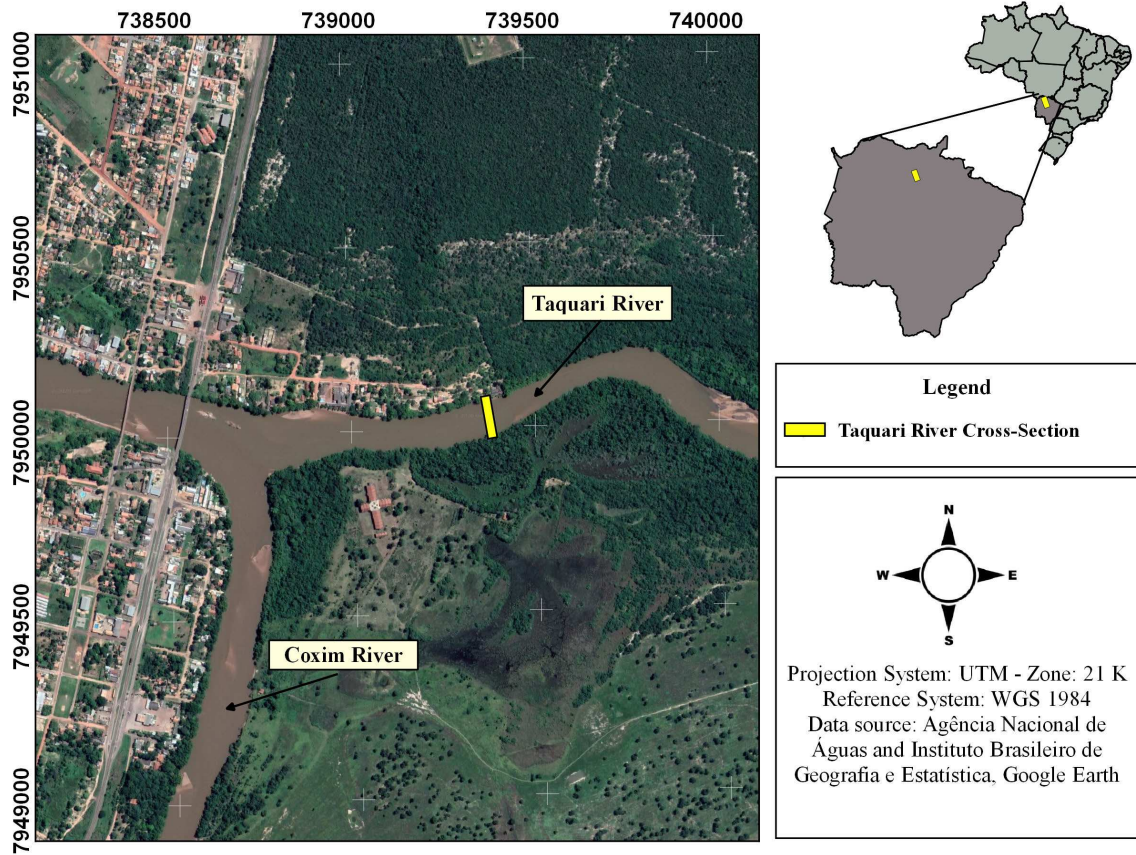 738500 739000 739500 740000
7951000
7950500
7950000
7949500
7949000
Taquari River
Coxim River
Legend
Taquari River Cross-Section
N
W E
S
Projection System: UTM - Zone: 21 K
Reference System: WGS 1984
Data source: Agência Nacional de
Águas and Instituto Brasileiro de
Geografia e Estatística, Google Earth